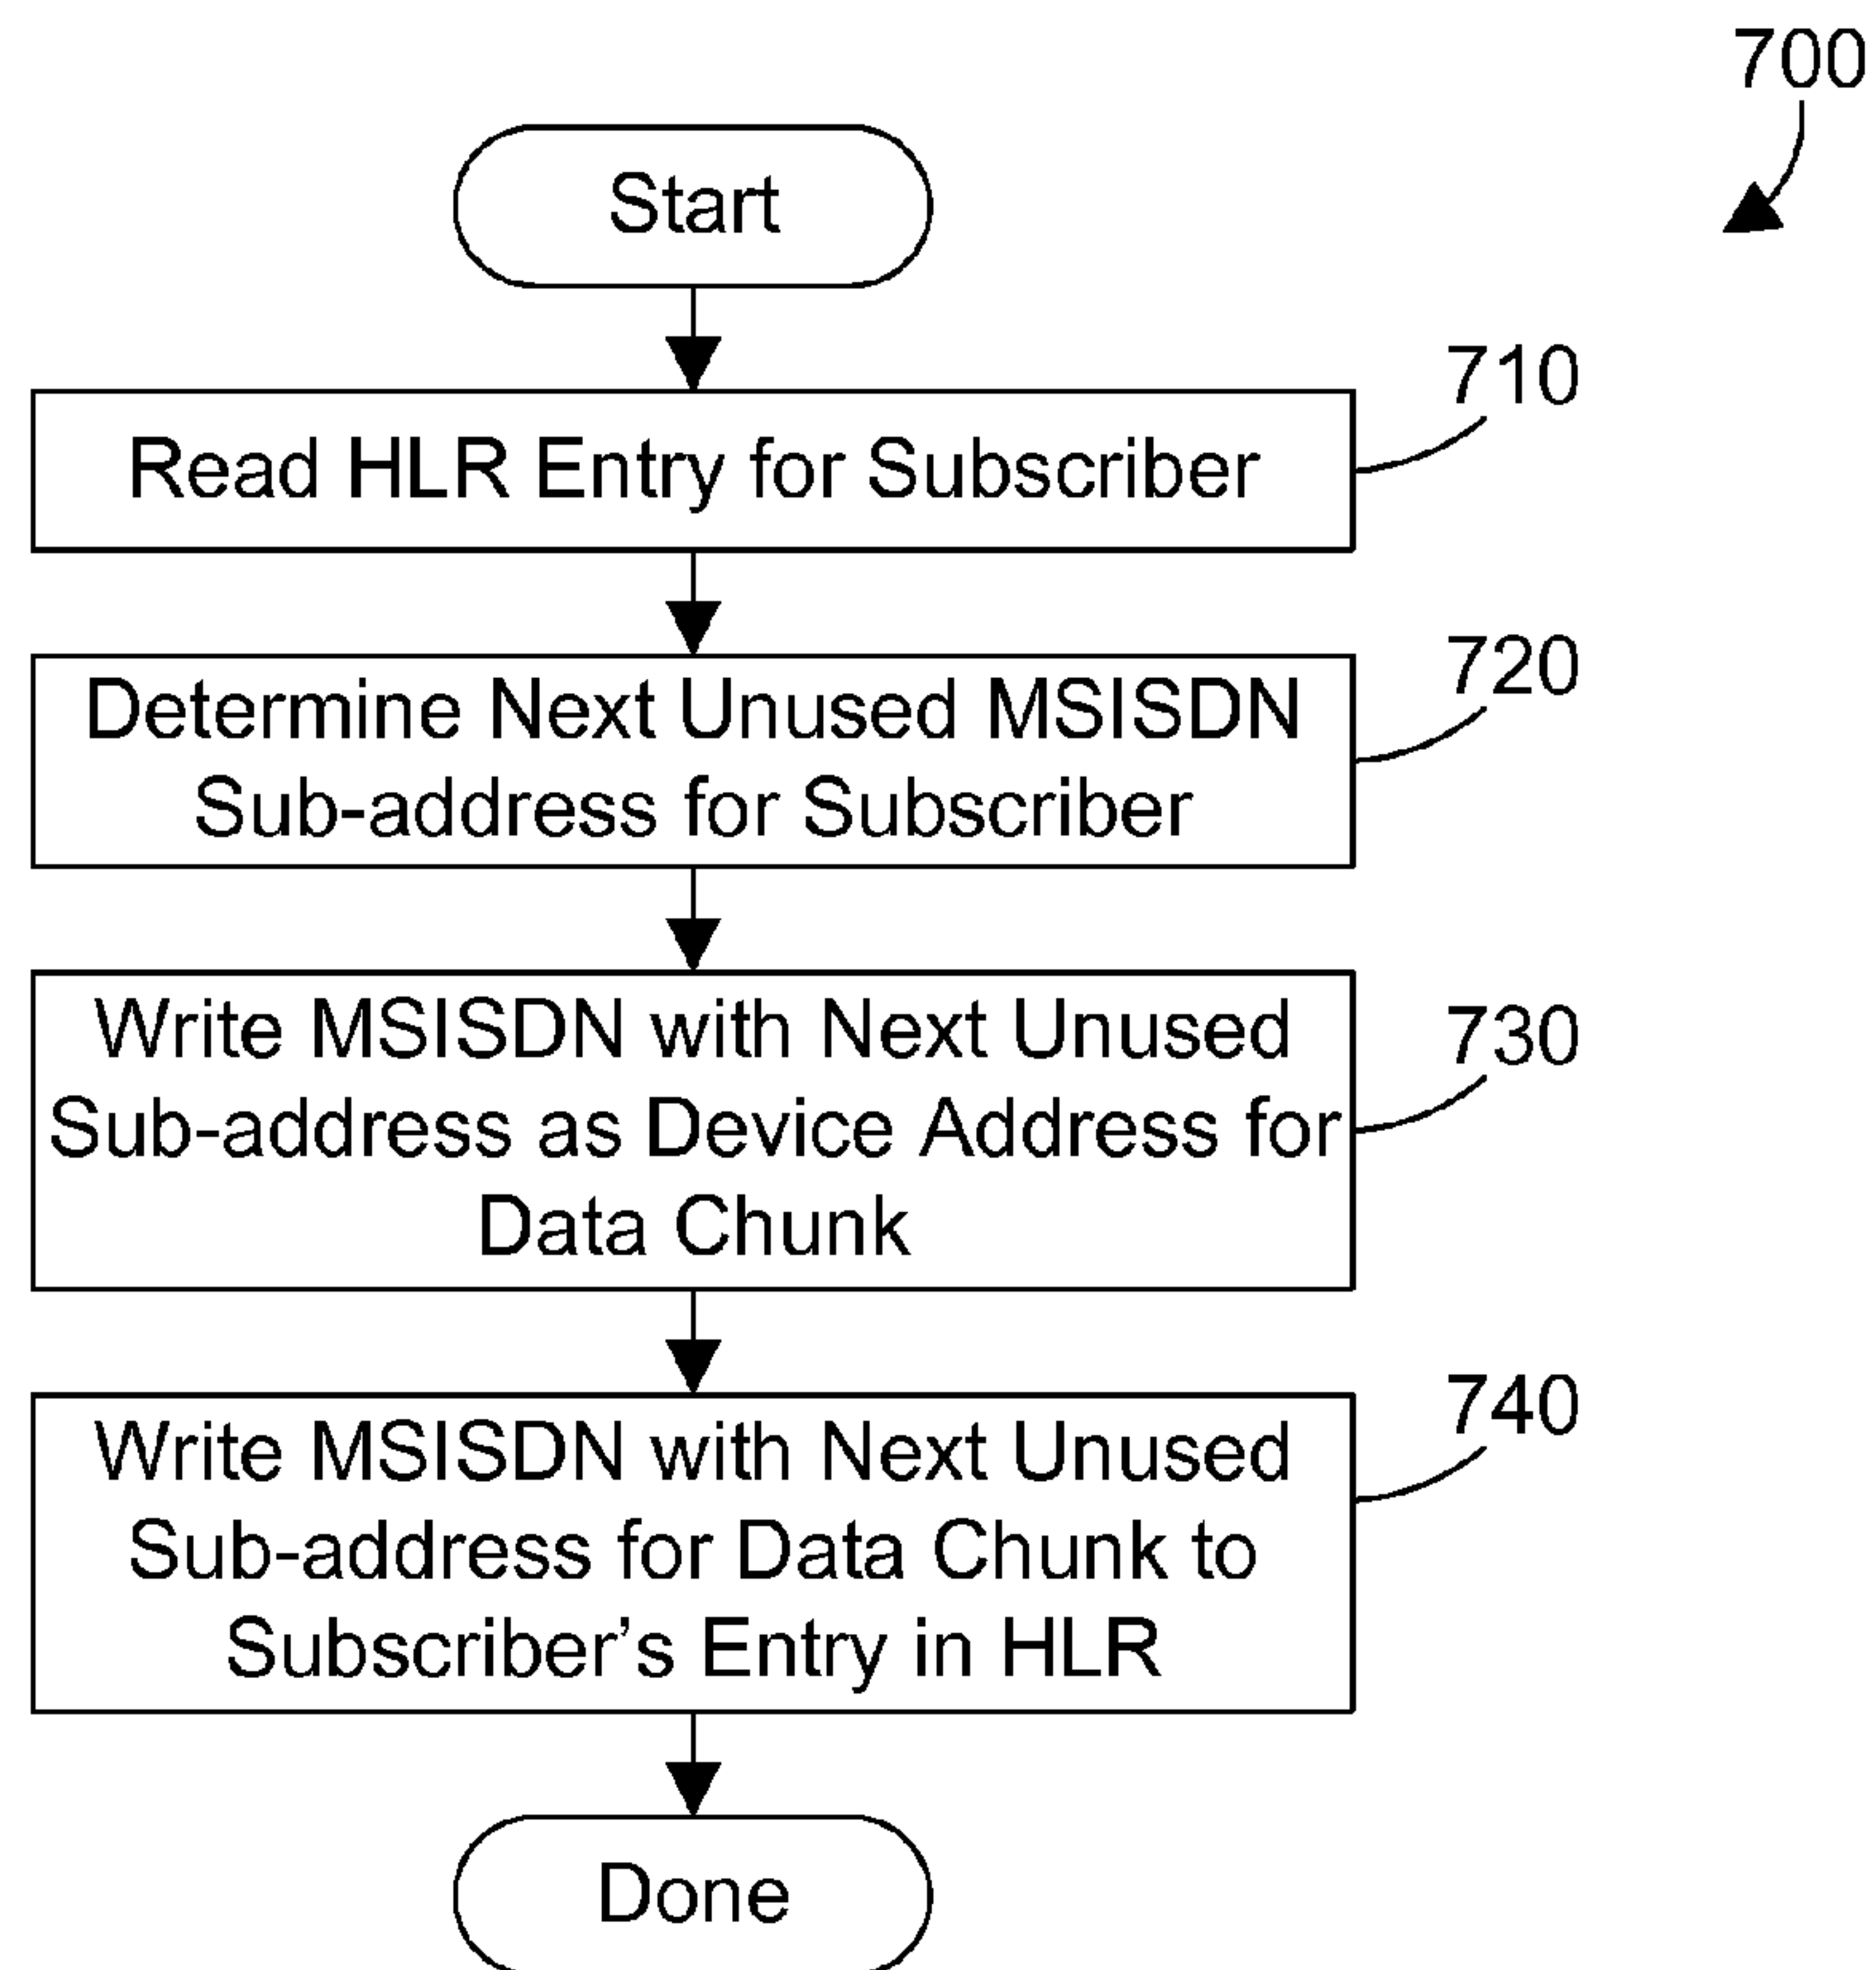 700
Start
710
Read HLR Entry for Subscriber
720
Determine Next Unused MSISDN
Sub-address for Subscriber
730
Write MSISDN with Next Unused
Sub-address as Device Address for
Data Chunk
740
Write MSISDN with Next Unused
Sub-address for Data Chunk to
Subscriber’s Entry in HLR
Done